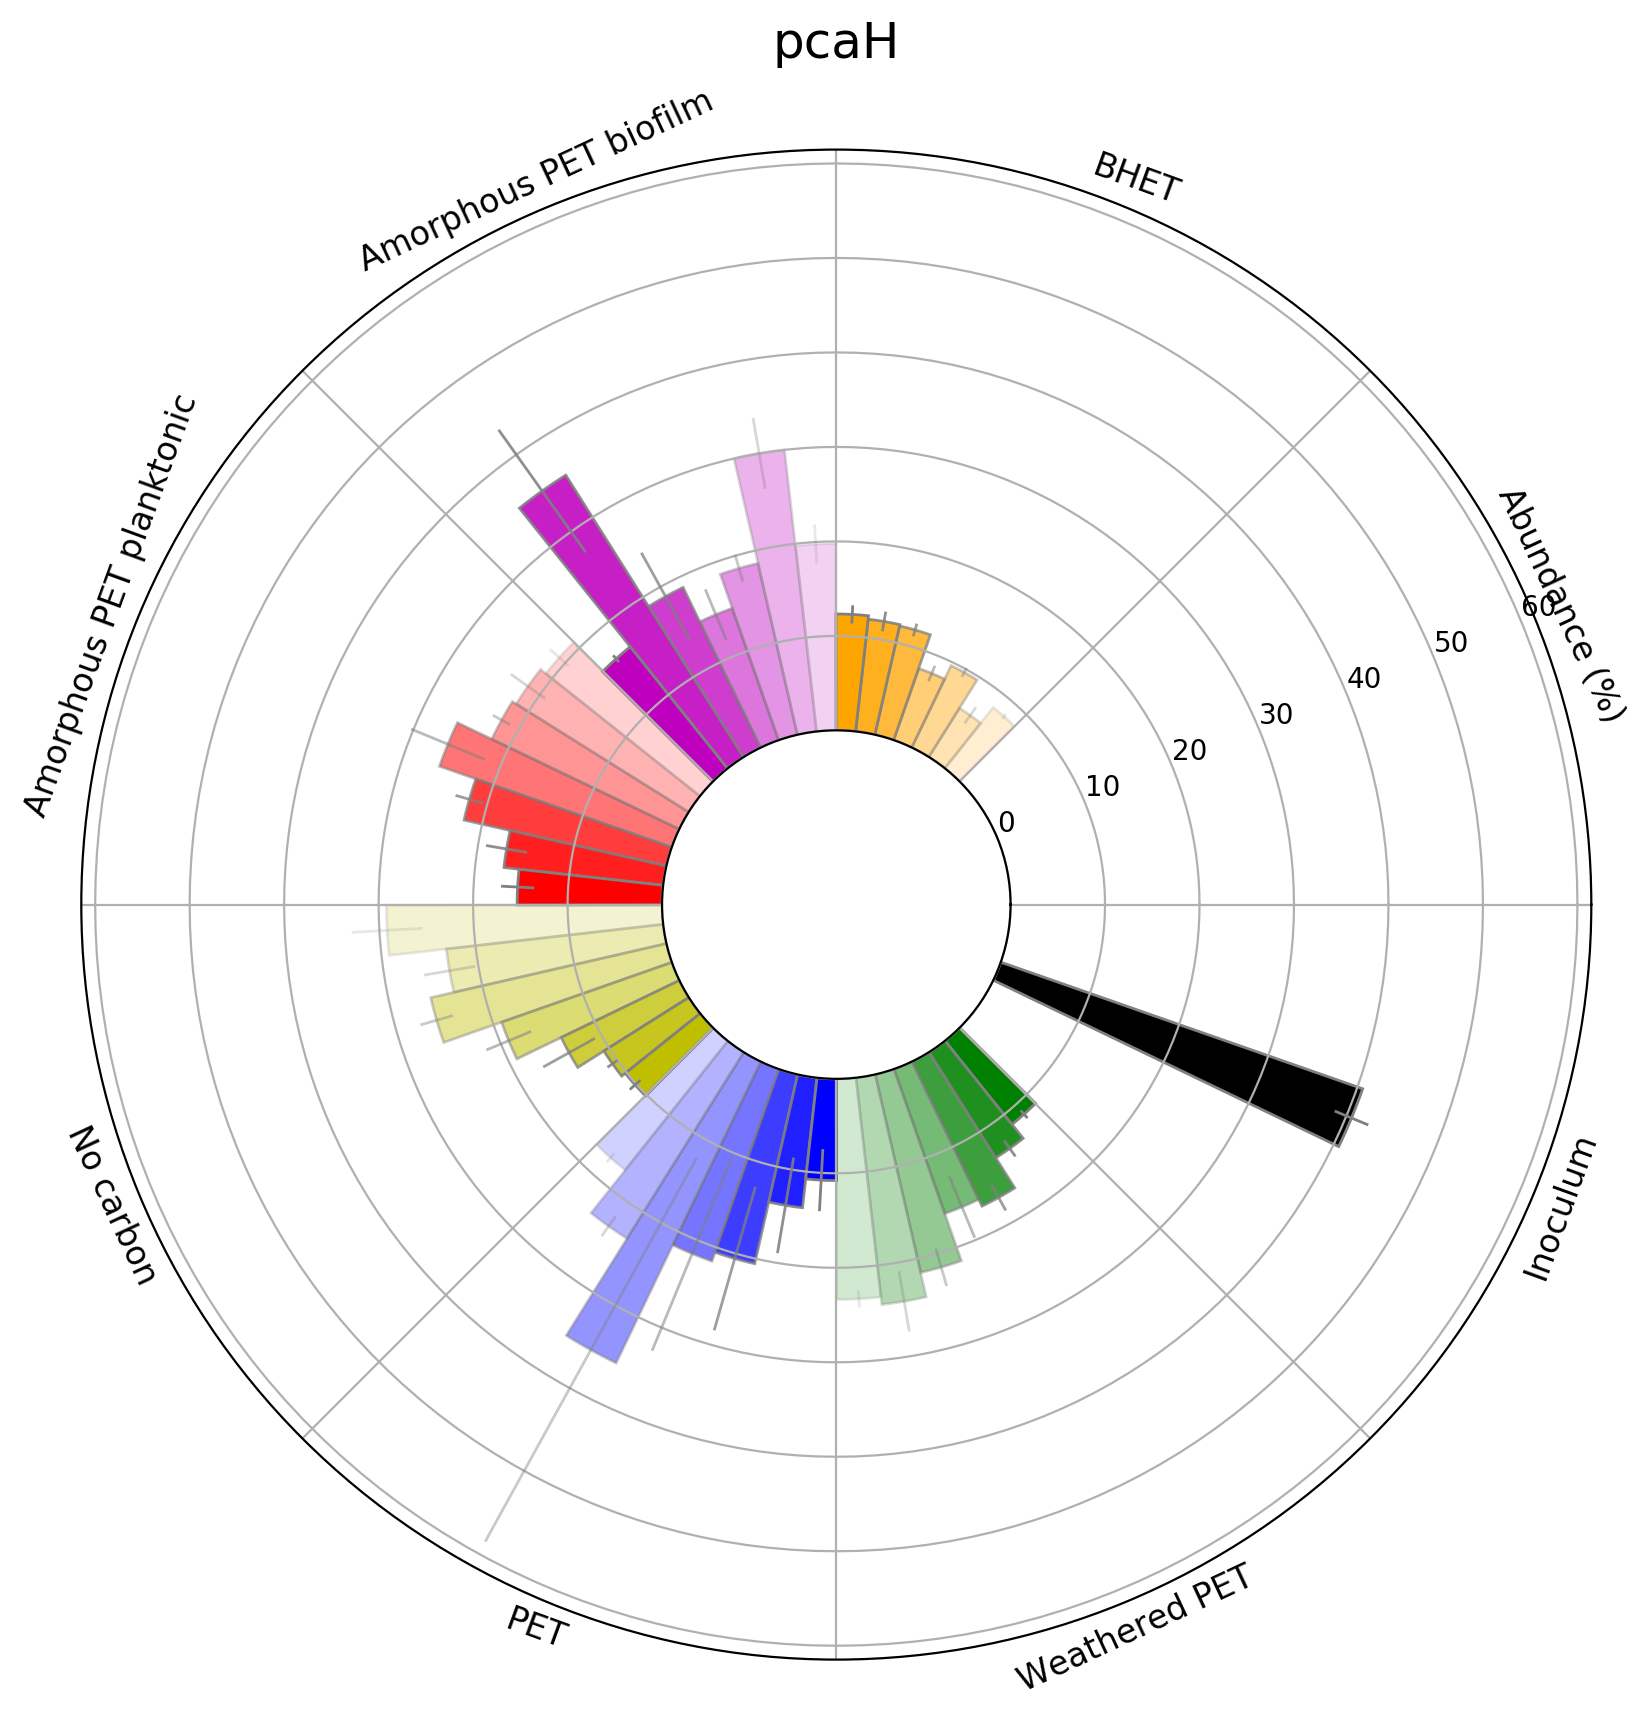 pcaH
Amorphous PET biofilm
BHET
Amorphous PET planktonic
Abundance (%)
60
50
40
30
20
10
0
No carbon
Inoculum
PET
Weathered PET